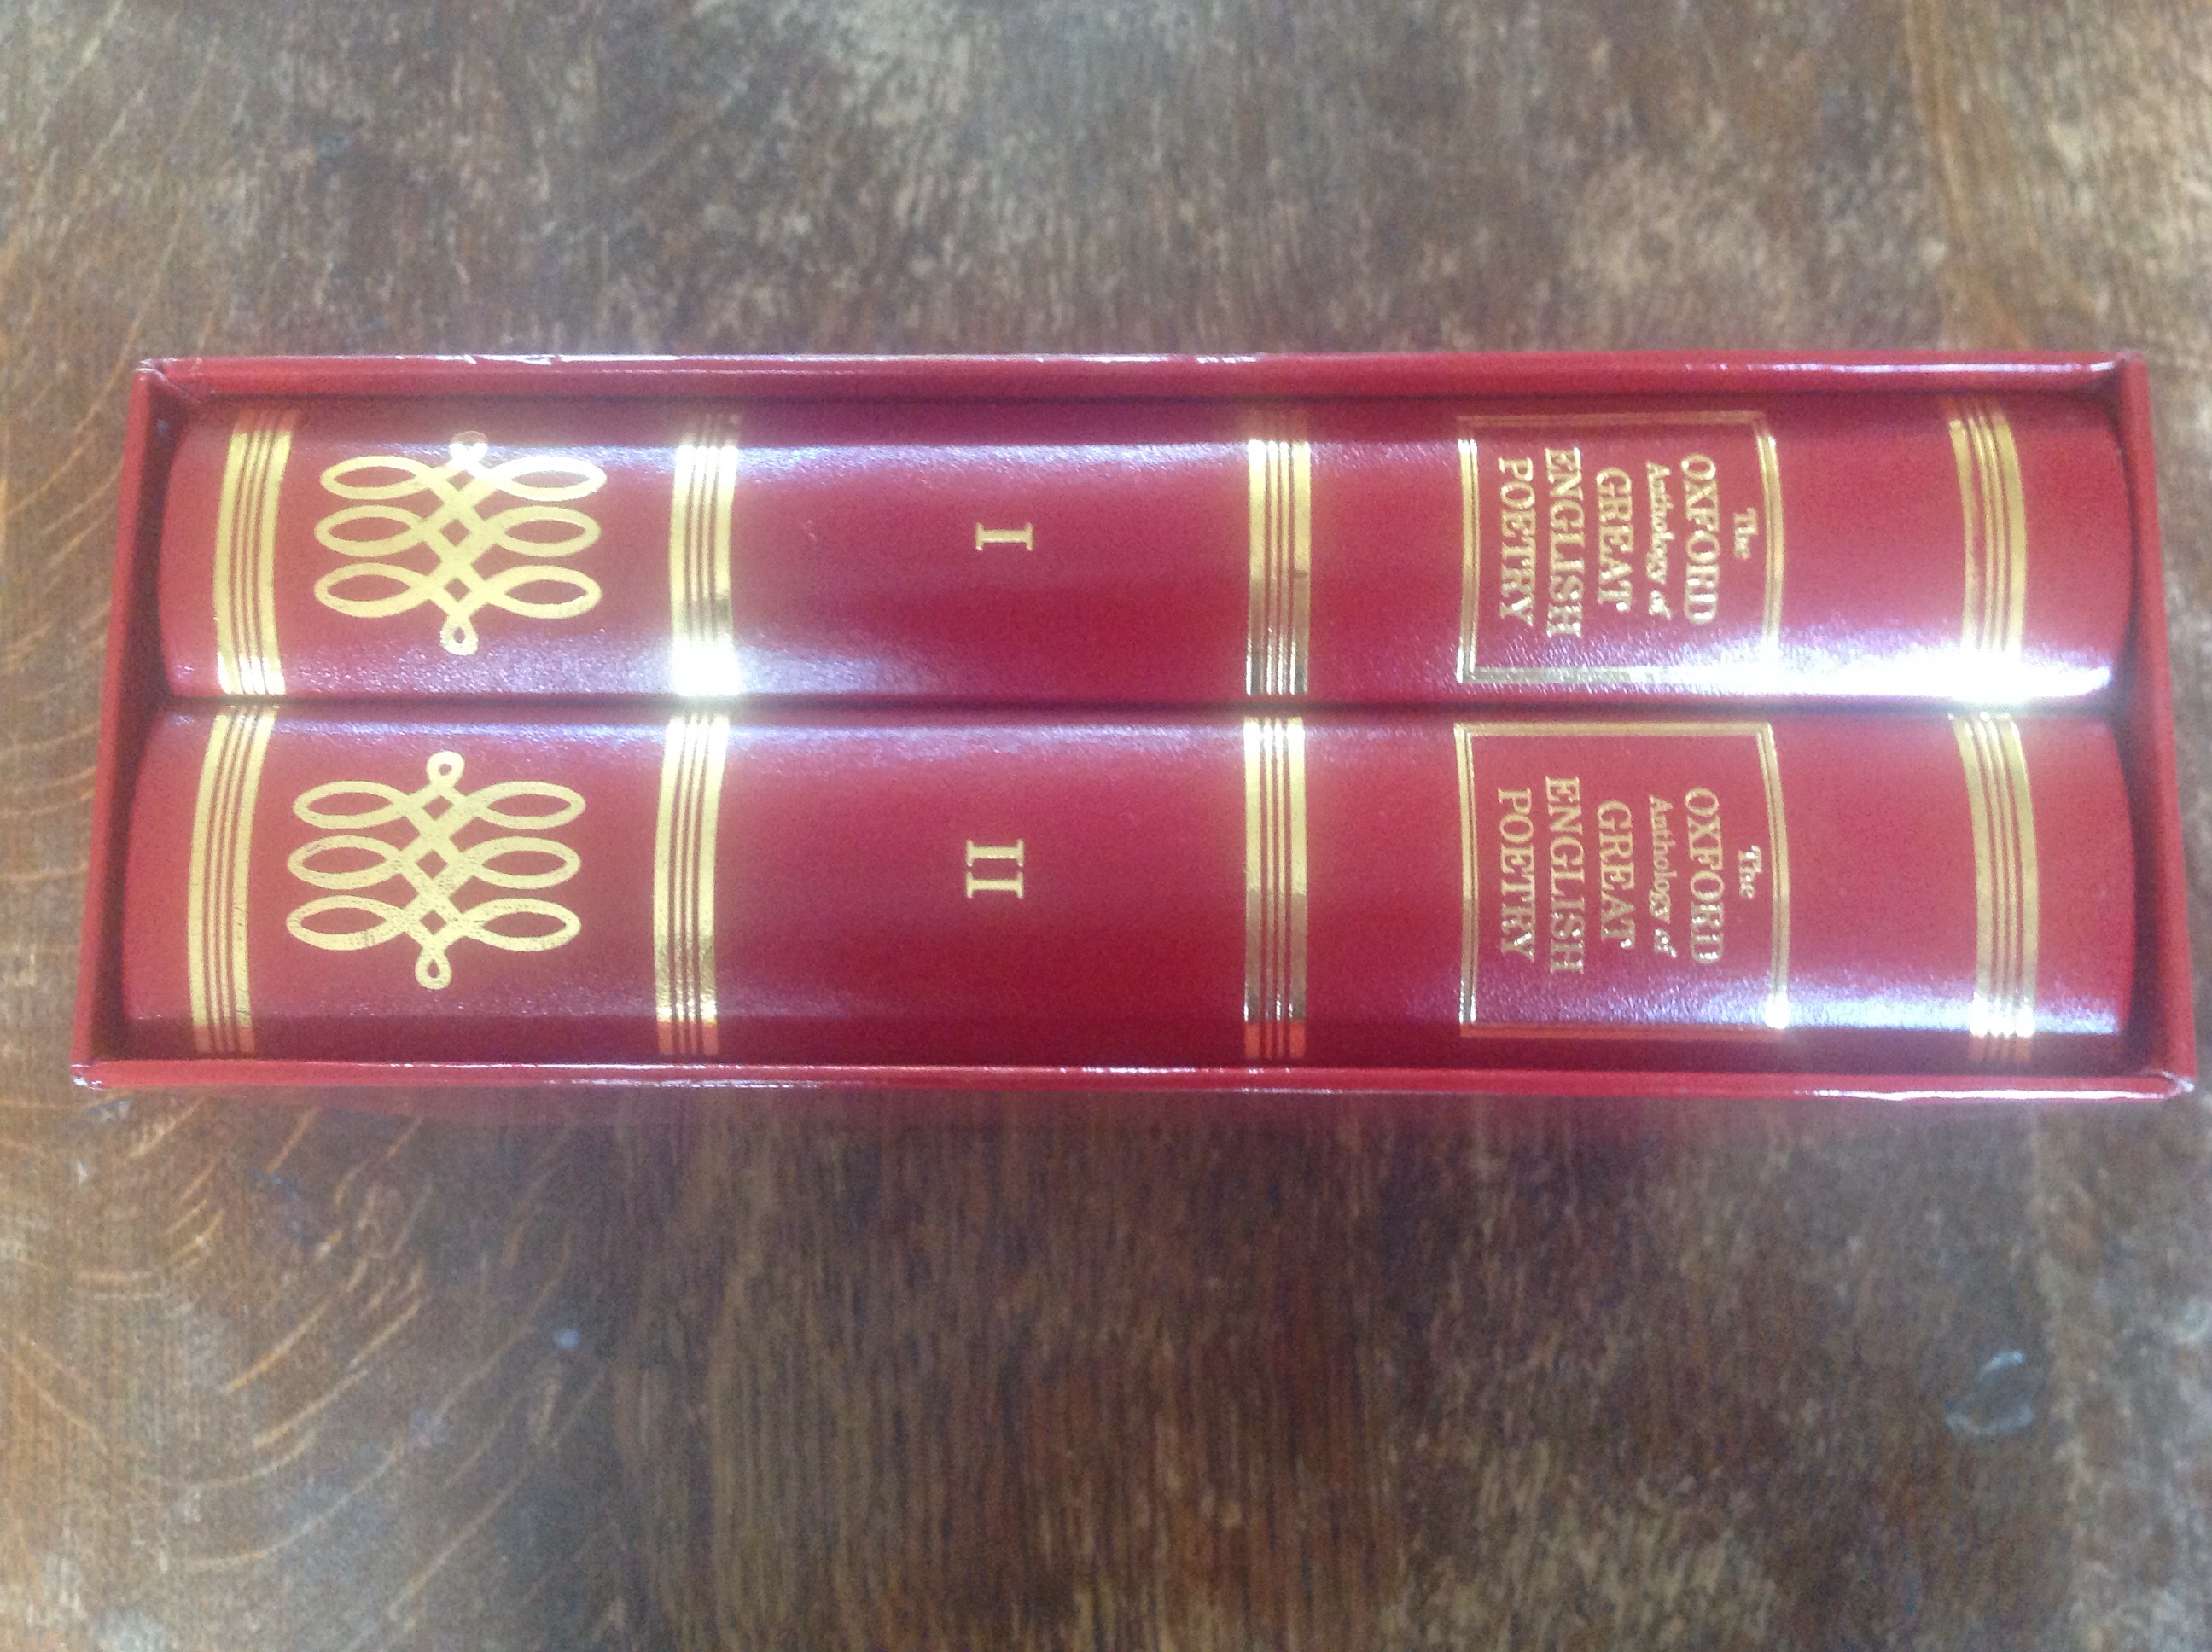 The
OXFORD
Anthology of
GREAT
ENGLISH
POETRY
I
The
OXFORD
Anthology of
GREAT
ENGLISH
POETRY
II